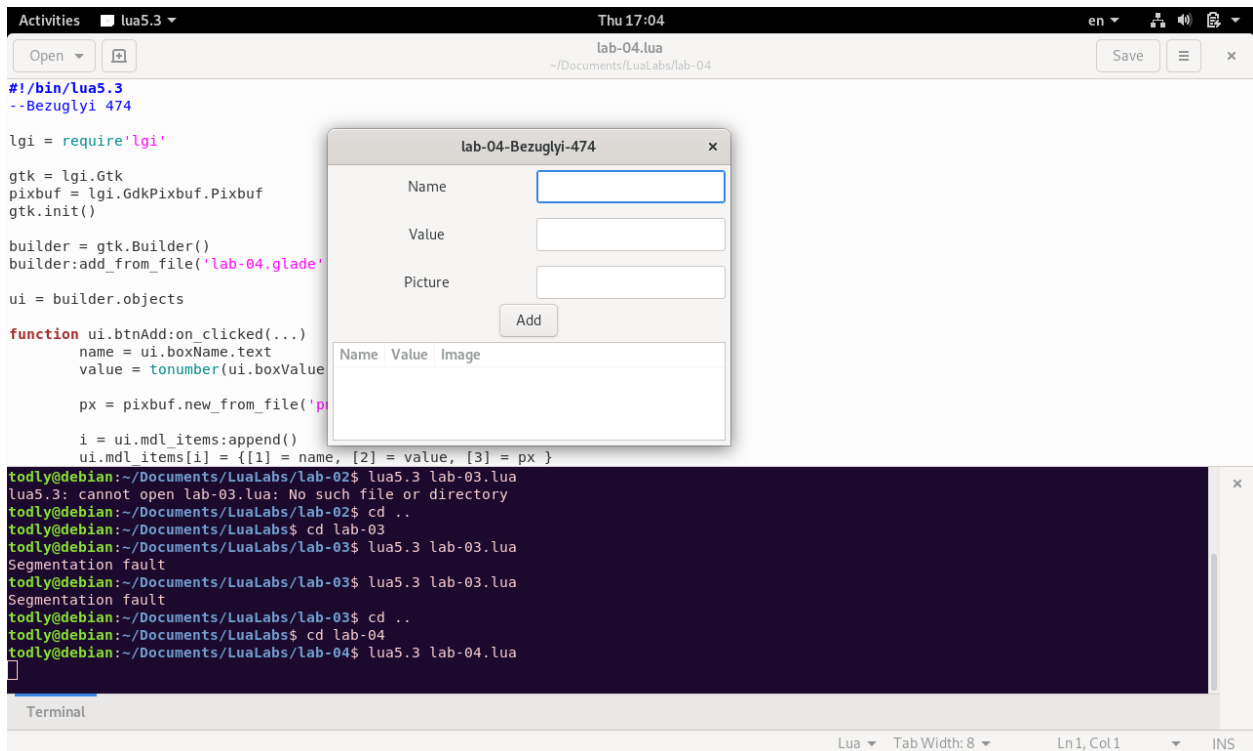 Activities lua5.3 Thu 17:04 en
Open lab-04.lua Save
~/Documents/LuaLabs/lab-04
#!/bin/lua5.3
--Bezuglyi 474
lgi = require'lgi'
gtk = lgi.Gtk
pixbuf = lgi.GdkPixbuf.Pixbuf
gtk.init()
builder = gtk.Builder()
builder:add_from_file('lab-04.glade'
ui = builder.objects
function ui.btnAdd:on_clicked(...)
name = ui.boxName.text
value = tonumber(ui.boxValue
px = pixbuf.new_from_file('pn
i = ui.mdl_items:append()
ui.mdl_items[i] = {[1] = name, [2] = value, [3] = px }
lab-04-Bezuglyi-474
Name
Value
Picture
Add
Name Value Image
todly@debian:~/Documents/LuaLabs/lab-02$ lua5.3 lab-03.lua
lua5.3: cannot open lab-03.lua: No such file or directory
todly@debian:~/Documents/LuaLabs/lab-02$ cd ..
todly@debian:~/Documents/LuaLabs$ cd lab-03
todly@debian:~/Documents/LuaLabs/lab-03$ lua5.3 lab-03.lua
Segmentation fault
todly@debian:~/Documents/LuaLabs/lab-03$ lua5.3 lab-03.lua
Segmentation fault
todly@debian:~/Documents/LuaLabs/lab-03$ cd ..
todly@debian:~/Documents/LuaLabs$ cd lab-04
todly@debian:~/Documents/LuaLabs/lab-04$ lua5.3 lab-04.lua
Terminal
Lua Tab Width: 8 Ln1, Col1 INS